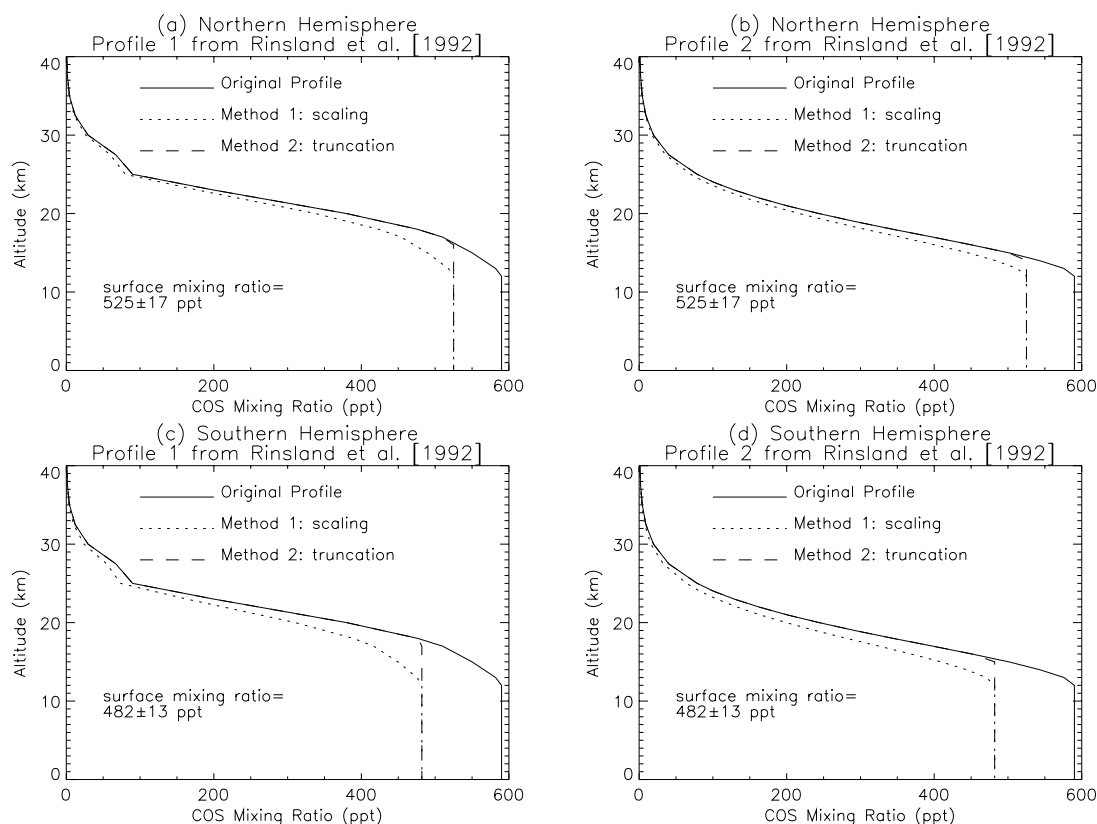 (a) Northern Hemisphere
Profile 1 from Rinsland et al. [1992]
40
30
20
10
0
Altitude (km)
Original Profile
Method 1: scaling
Method 2: truncation
surface mixing ratio=
525±17 ppt
0 200 400 600
COS Mixing Ratio (ppt)
(b) Northern Hemisphere
Profile 2 from Rinsland et al. [1992]
40
30
20
10
0
Altitude (km)
Original Profile
Method 1: scaling
Method 2: truncation
surface mixing ratio=
525±17 ppt
0 200 400 600
COS Mixing Ratio (ppt)
(c) Southern Hemisphere
Profile 1 from Rinsland et al. [1992]
40
30
20
10
0
Altitude (km)
Original Profile
Method 1: scaling
Method 2: truncation
surface mixing ratio=
482±13 ppt
0 200 400 600
COS Mixing Ratio (ppt)
(d) Southern Hemisphere
Profile 2 from Rinsland et al. [1992]
40
30
20
10
0
Altitude (km)
Original Profile
Method 1: scaling
Method 2: truncation
surface mixing ratio=
482±13 ppt
0 200 400 600
COS Mixing Ratio (ppt)